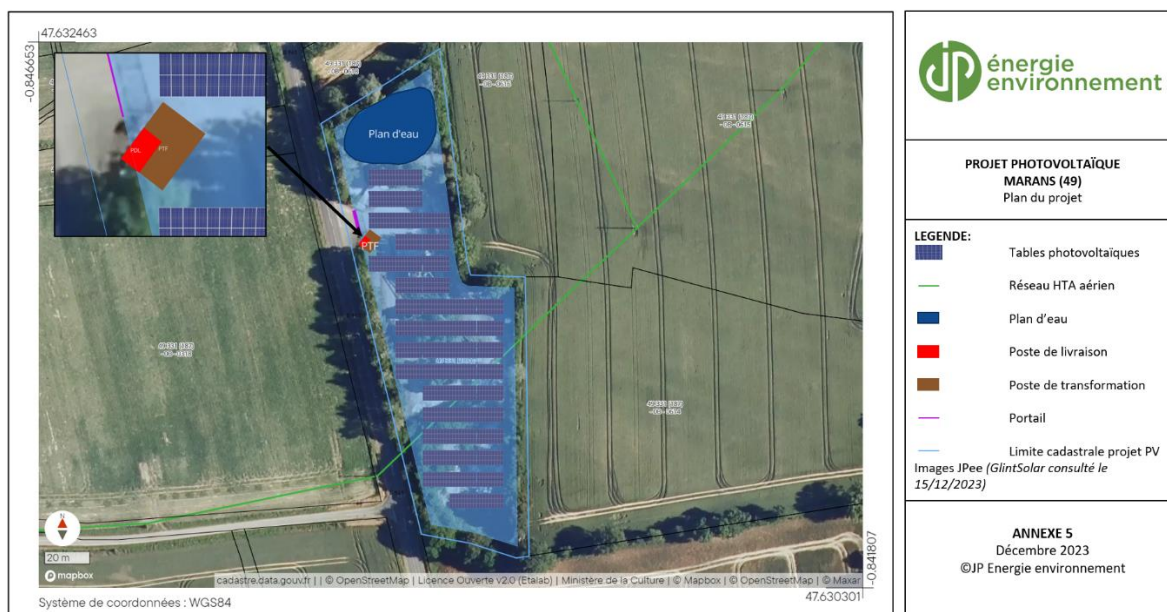 47.632463
-0.846653
Plan d'eau
PDL
PTF
PTF
N
20 m
mapbox
cadastre.data.gouv.fr | | © OpenStreetMap | Licence Ouverte v2.0 (Etalab) | Ministère de la Culture | © Mapbox | © OpenStreetMap | © Maxar
-0.841807
47.630301
Système de coordonnées : WGS84
JP énergie
environnement
PROJET PHOTOVOLTAÏQUE
MARANS (49)
Plan du projet
LEGENDE:
Tables photovoltaïques
Réseau HTA aérien
Plan d'eau
Poste de livraison
Poste de transformation
Portail
Limite cadastrale projet PV
Images JPee (GlintSolar consulté le
15/12/2023)
ANNEXE 5
Décembre 2023
©JP Energie environnement